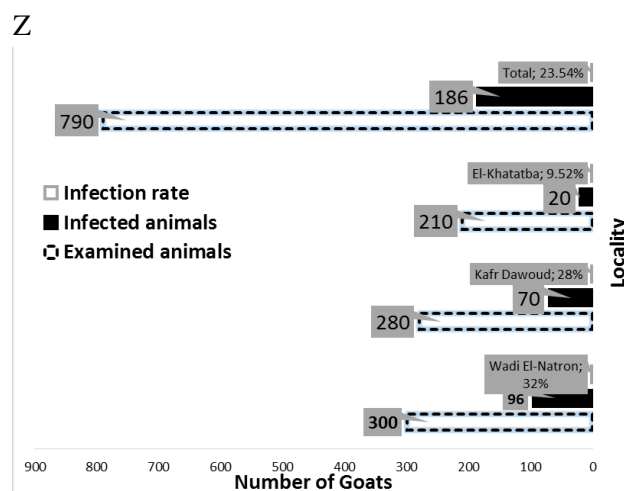 Z
Total; 23.54%
186
790
El-Khatatba; 9.52%
20
210
Infection rate
Infected animals
Examined animals
Kafr Dawoud; 28%
70
280
Wadi El-Natron;
32%
96
300
Locality
900 800 700 600 500 400 300 200 100 0
Number of Goats